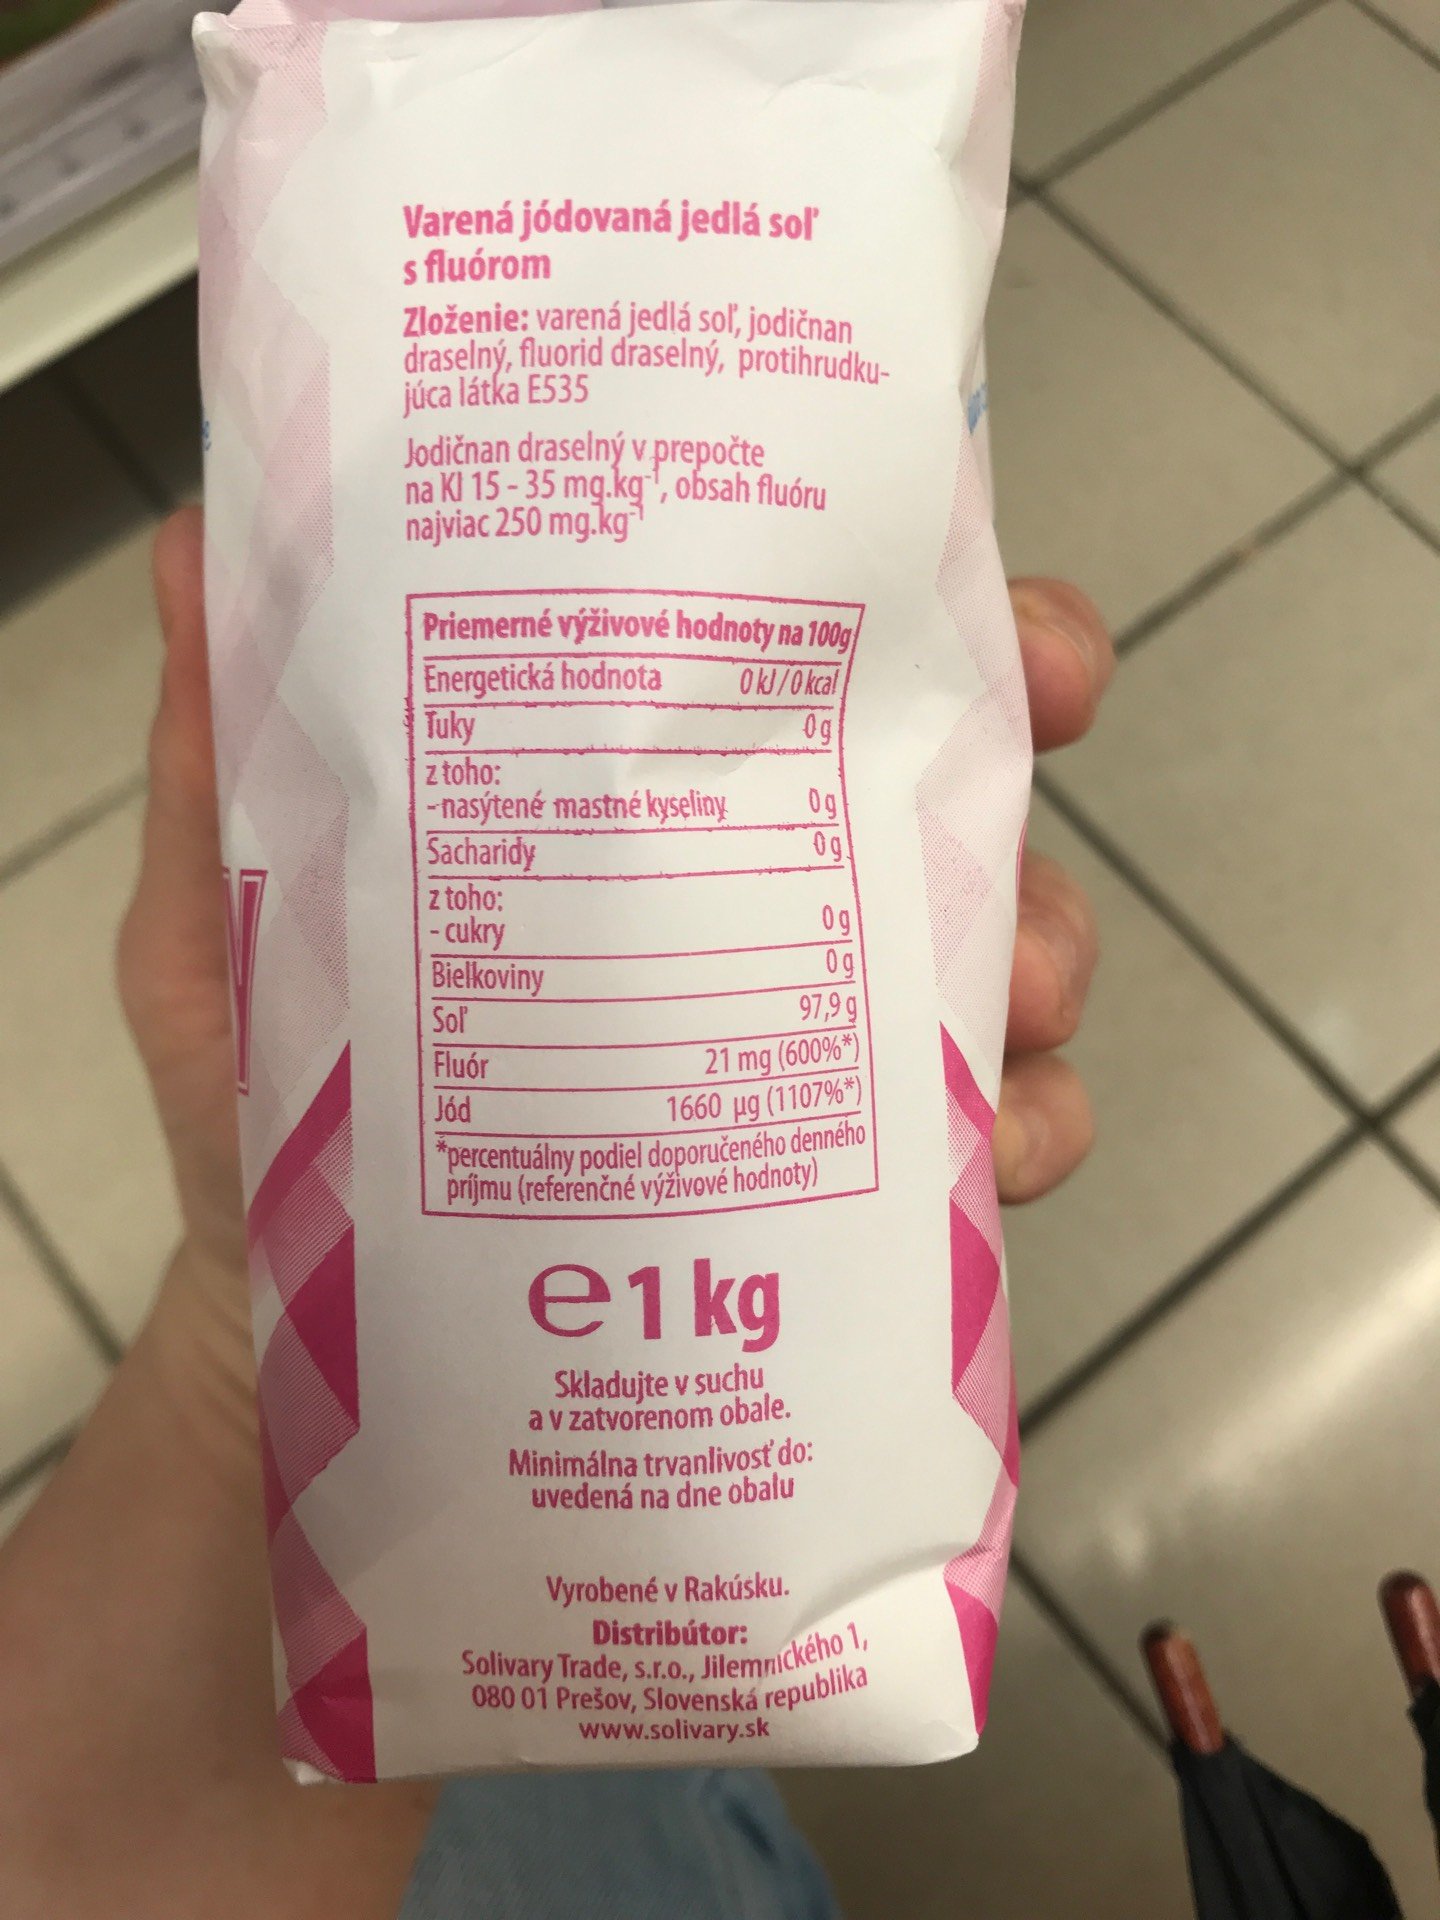 Varená jódovaná jedlá soľ
s fluórom
Zloženie: varená jedlá soľ, jodičnan
draselný, fluorid draselný, protihrudku-
júca látka E535
Jodičnan draselný v prepočte
na KI 15 - 35 mg.kg⁻¹, obsah fluóru
najviac 250 mg.kg⁻¹
Priemerné výživové hodnoty na 100g
Energetická hodnota 0 kJ / 0 kcal
Tuky 0 g
z toho:
- nasýtené mastné kyseliny 0 g
Sacharidy 0 g
z toho:
- cukry 0 g
Bielkoviny 0 g
Soľ 97,9 g
Fluór 21 mg (600%*)
Jód 1660 µg (1107%*)
*percentuálny podiel doporučeného denného
príjmu (referenčné výživové hodnoty)
℮ 1 kg
Skladujte v suchu
a v zatvorenom obale.
Minimálna trvanlivosť do:
uvedená na dne obalu
Vyrobené v Rakúsku.
Distribútor:
Solivary Trade, s.r.o., Jilemnického 1,
080 01 Prešov, Slovenská republika
www.solivary.sk
Y